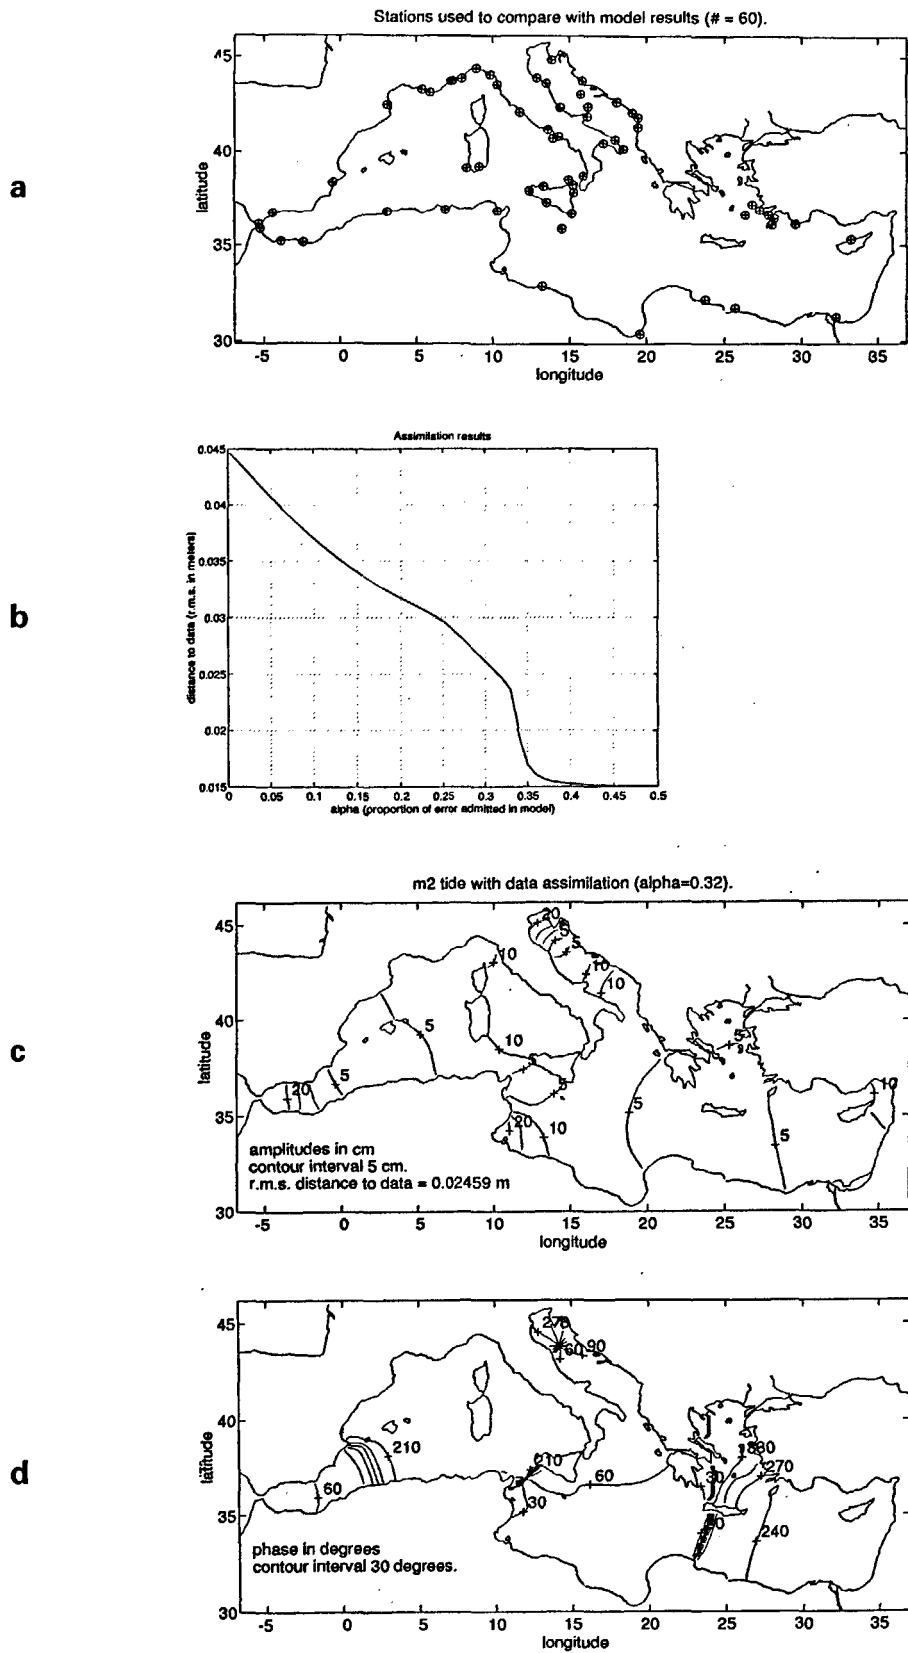 Stations used to compare with model results (# = 60).
a
latitude
45
40
35
30
-5 0 5 10 15 20 25 30 35
longitude
b
Assimilation results
distance to data (r.m.s. in meters)
0.045
0.04
0.035
0.03
0.025
0.02
0.015
0 0.05 0.1 0.15 0.2 0.25 0.3 0.35 0.4 0.45 0.5
alpha (proportion of error admitted in model)
c
m2 tide with data assimilation (alpha=0.32).
latitude
45
40
35
30
20
5
5
10
10
10
5
5
10
5
5
20
5
10
20
10
5
5
amplitudes in cm
contour interval 5 cm.
r.m.s. distance to data = 0.02459 m
-5 0 5 10 15 20 25 30 35
longitude
d
latitude
45
40
35
30
270
60
90
210
210
60
60
30
30
270
240
phase in degrees
contour interval 30 degrees.
-5 0 5 10 15 20 25 30 35
longitude